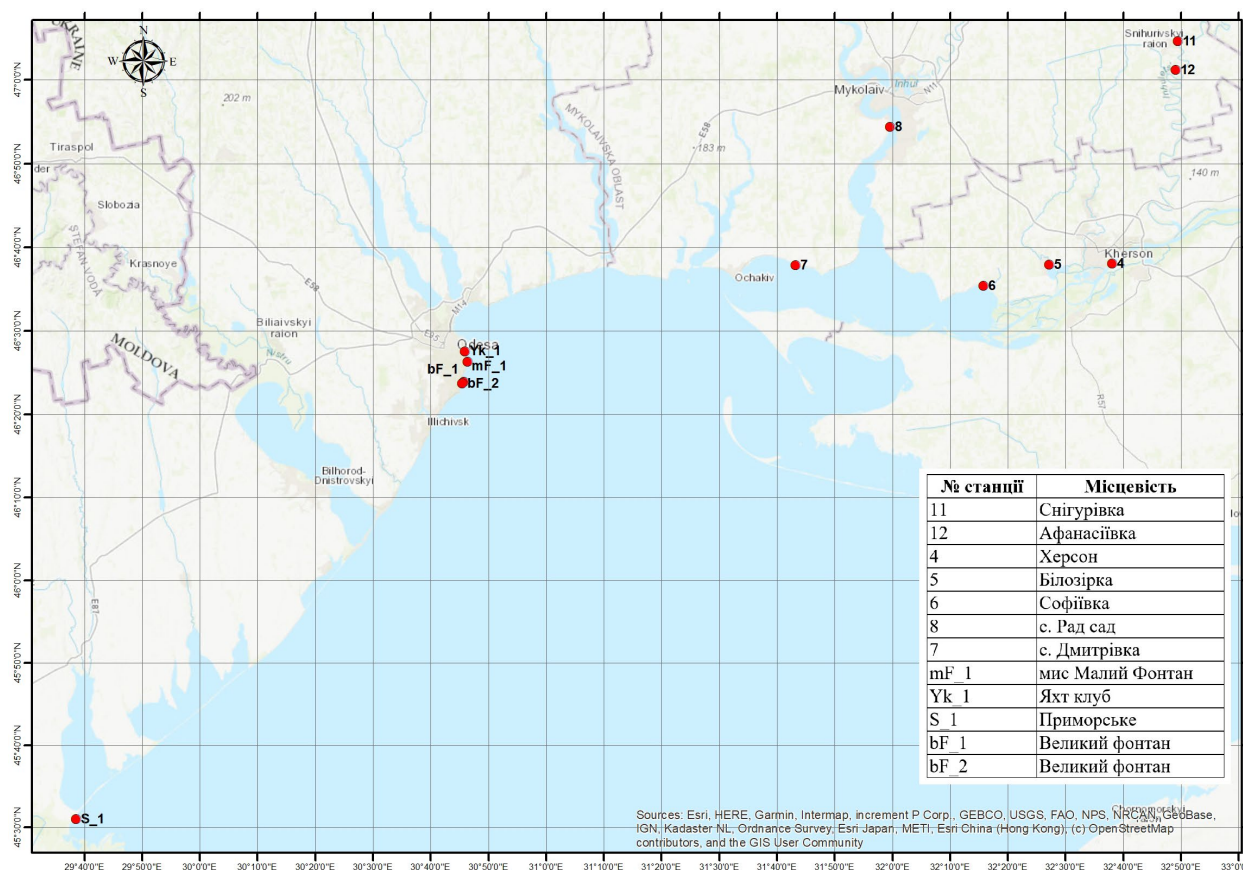 UKRAINE
N
W E
S
202 m
Snihurivskyi
raion
11
12
Inhul
Mykolaiv
N11
8
E58
183 m
MYKOLAIVSKA OBLAST
140 m
Tiraspol
der
Slobozia
STEFAN VODA
Krasnoye
E58
Kherson
5
4
7
Ochakiv
6
M14
Biliaivskyi
raion
E95
MOLDOVA
Odesa
Yk_1
mF_1
bF_1
bF_2
Illichivsk
R57
Bilhorod-
Dnistrovskyi
E87
S_1
№ станції Місцевість
11 Снігурівка
12 Афанасіївка
4 Херсон
5 Білозірка
6 Софіївка
8 с. Рад сад
7 с. Дмитрівка
mF_1 мис Малий Фонтан
Yk_1 Яхт клуб
S_1 Приморське
bF_1 Великий фонтан
bF_2 Великий фонтан
Chornomorskyi
Sources: Esri, HERE, Garmin, Intermap, increment P Corp., GEBCO, USGS, FAO, NPS, NRCAN, GeoBase,
IGN, Kadaster NL, Ordnance Survey, Esri Japan, METI, Esri China (Hong Kong), (c) OpenStreetMap
contributors, and the GIS User Community
47°0'0"N
46°50'0"N
46°40'0"N
46°30'0"N
46°20'0"N
46°10'0"N
46°0'0"N
45°50'0"N
45°40'0"N
45°30'0"N
29°40'0"E 29°50'0"E 30°0'0"E 30°10'0"E 30°20'0"E 30°30'0"E 30°40'0"E 30°50'0"E 31°0'0"E 31°10'0"E 31°20'0"E 31°30'0"E 31°40'0"E 31°50'0"E 32°0'0"E 32°10'0"E 32°20'0"E 32°30'0"E 32°40'0"E 32°50'0"E 33°0'